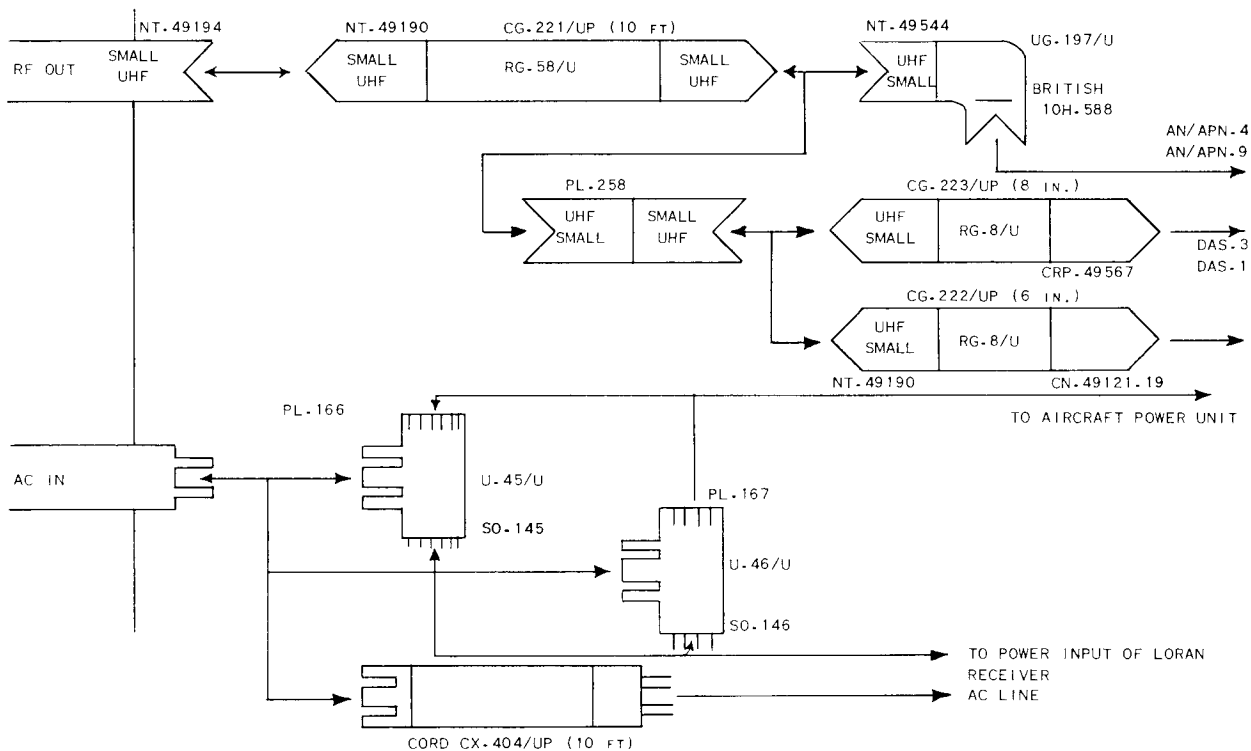 NT-49194
NT-49190
CG-221/UP (10 FT)
NT-49544
UG-197/U
RF OUT
SMALL
UHF
SMALL
UHF
RG-58/U
SMALL
UHF
UHF
SMALL
BRITISH
10H-588
AN/APN-4
AN/APN-9
PL-258
UHF
SMALL
SMALL
UHF
CG-223/UP (8 IN.)
UHF
SMALL
RG-8/U
CRP-49567
DAS-3
DAS-1
CG-222/UP (6 IN.)
UHF
SMALL
RG-8/U
NT-49190
CN-49121-19
TO AIRCRAFT POWER UNIT
PL-166
AC IN
U-45/U
SO-145
PL-167
U-46/U
SO-146
TO POWER INPUT OF LORAN
RECEIVER
AC LINE
CORD CX-404/UP (10 FT)